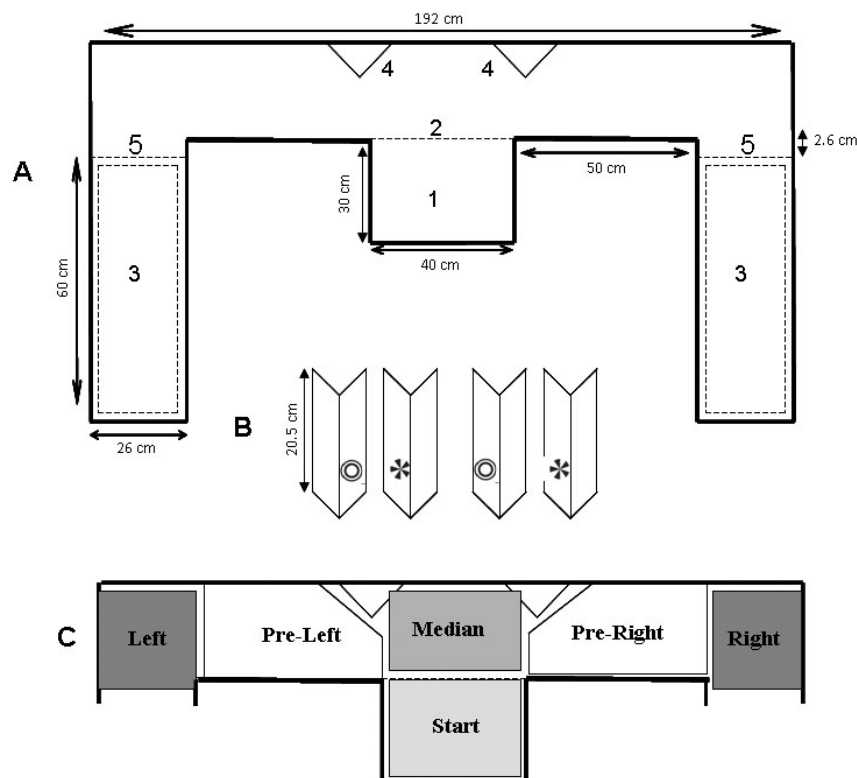 192 cm
4 4
2
5 5
2.6 cm
A
30 cm
50 cm
1
40 cm
60 cm
3 3
26 cm
B
20.5 cm
C
Left Pre-Left Median Pre-Right Right
Start